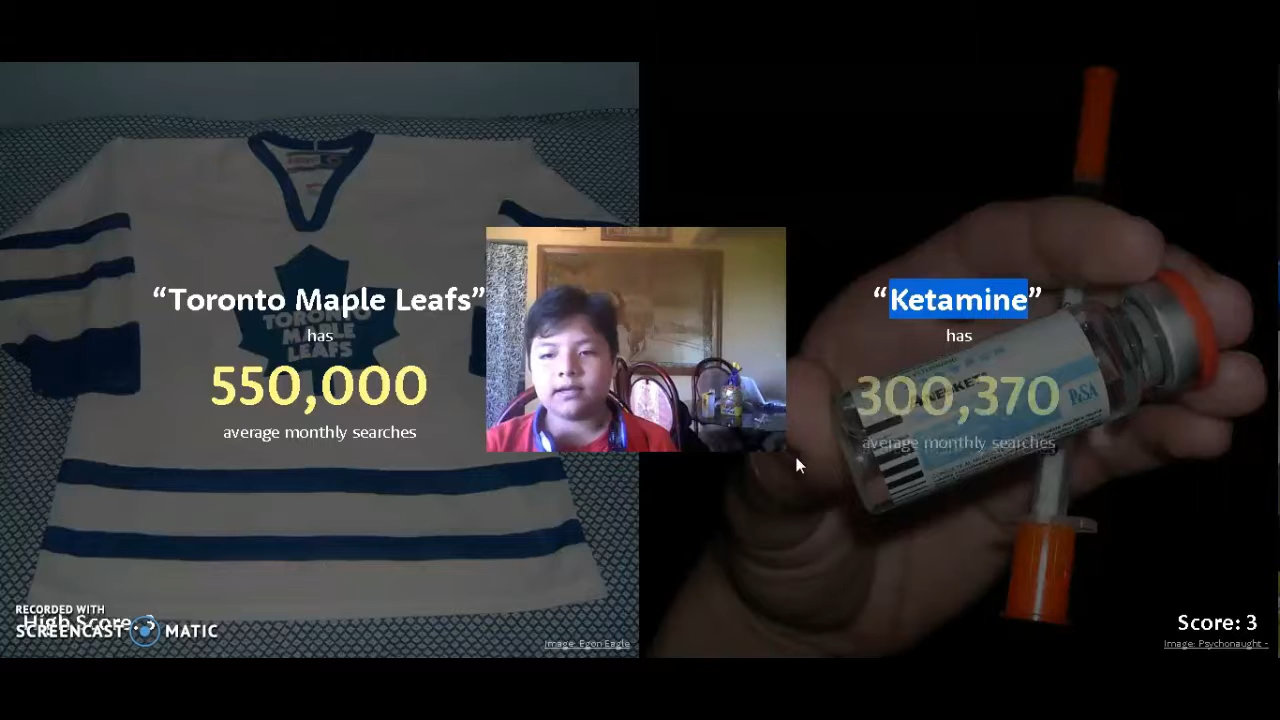 “Toronto Maple Leafs”
has
550,000
average monthly searches
TORONTO
MAPLE
LEAFS
“Ketamine”
has
300,370
average monthly searches
High Score: 3
RECORDED WITH
SCREENCAST MATIC
Image: Egon Eagle
Score: 3
Image: Psychonaught -